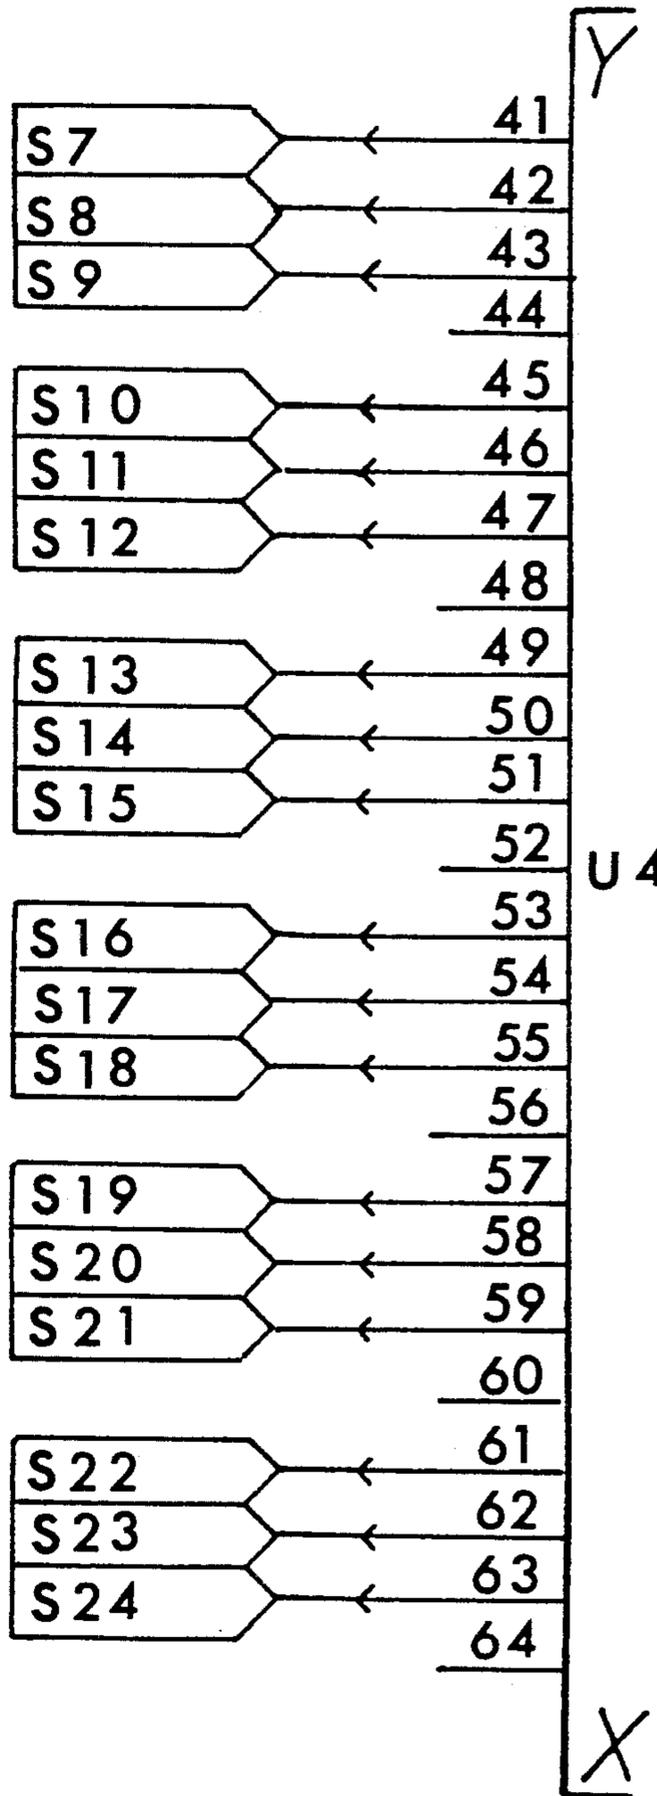 Y
S7 41
S8 42
S9 43
44
S10 45
S11 46
S12 47
48
S13 49
S14 50
S15 51
52
U4
S16 53
S17 54
S18 55
56
S19 57
S20 58
S21 59
60
S22 61
S23 62
S24 63
64
X